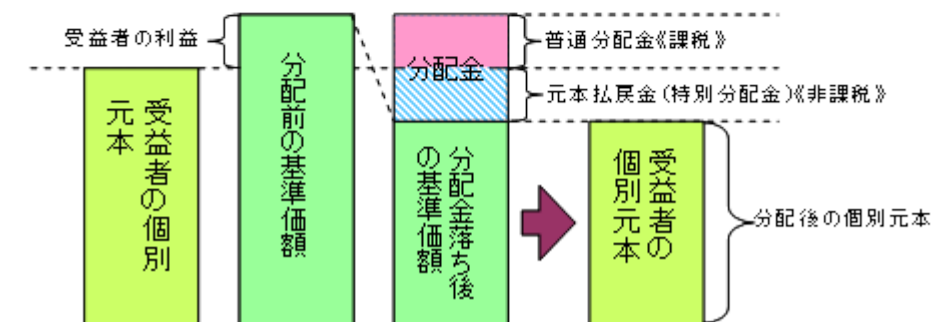 受益者の利益
受益者の個別
元本
分配前の基準価額
分配金
普通分配金《課税》
元本払戻金(特別分配金)《非課税》
分配金落ち後
の基準価額
受益者の
個別元本
分配後の個別元本